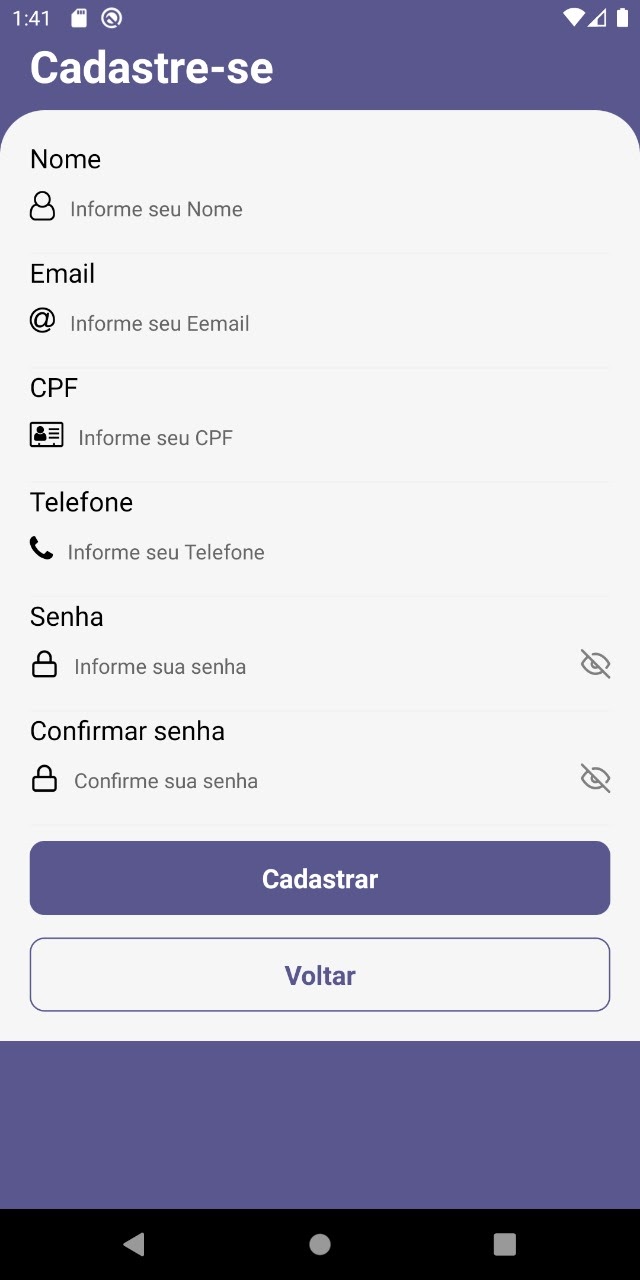 1:41
Cadastre-se
Nome
Informe seu Nome
Email
@ Informe seu Eemail
CPF
Informe seu CPF
Telefone
Informe seu Telefone
Senha
Informe sua senha
Confirmar senha
Confirme sua senha
Cadastrar
Voltar